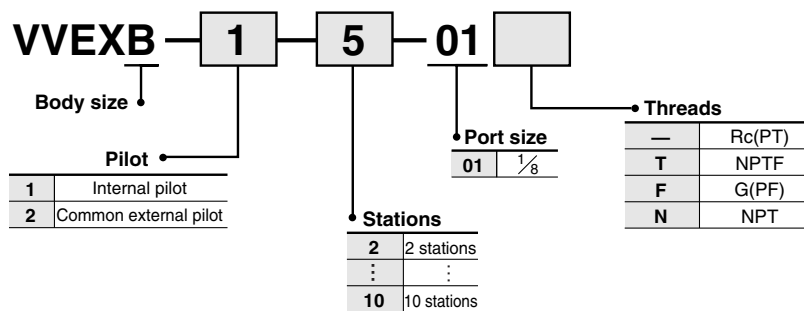 VVEXB — 1 — 5 — 01
Body size
Pilot
1 Internal pilot
2 Common external pilot
Stations
2 2 stations
⋮ ⋮
10 10 stations
Port size
01 1/8
Threads
— Rc(PT)
T NPTF
F G(PF)
N NPT